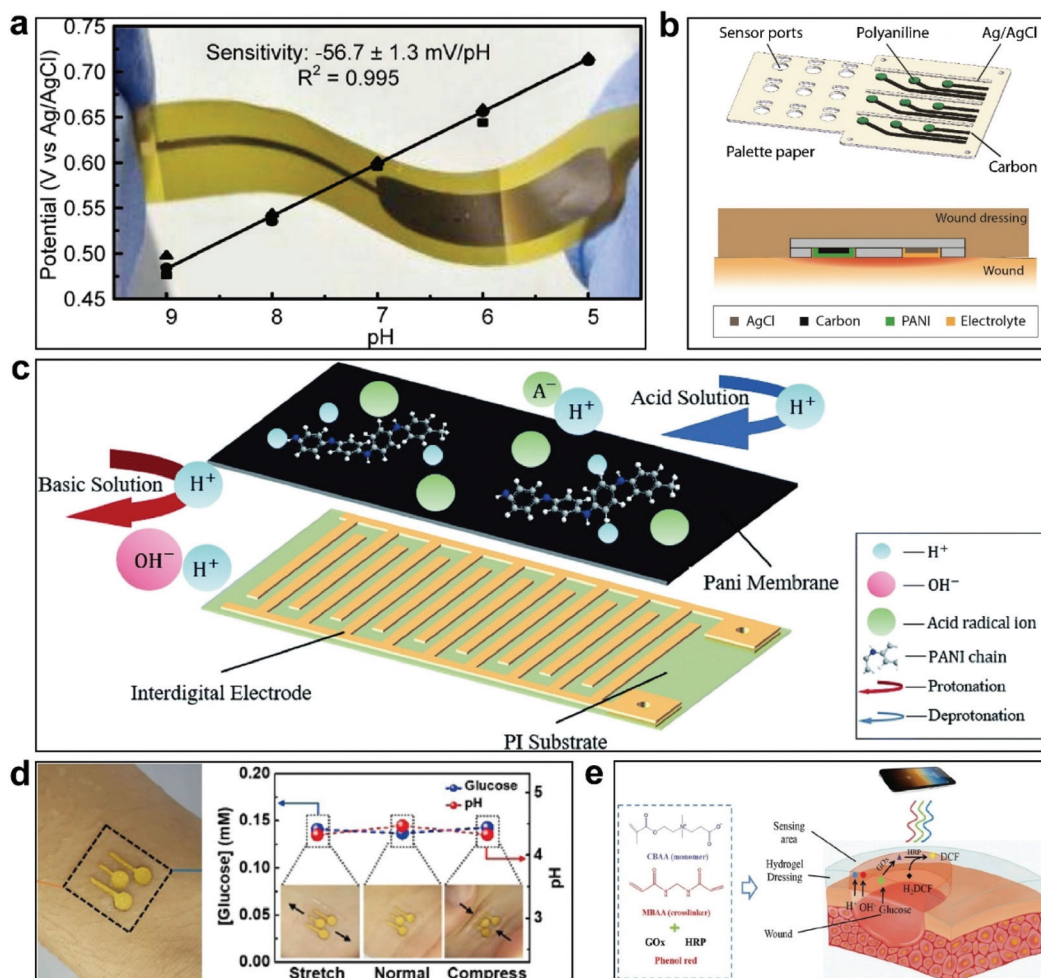 a
Sensitivity: -56.7 ± 1.3 mV/pH
R² = 0.995
Potential (V vs Ag/AgCl)
0.75
0.70
0.65
0.60
0.55
0.50
0.45
9 8 7 6 5
pH
b
Sensor ports
Polyaniline
Ag/AgCl
Palette paper
Carbon
Wound dressing
Wound
AgCl Carbon PANI Electrolyte
c
A⁻
H⁺
Acid Solution
H⁺
Basic Solution
H⁺
OH⁻
H⁺
Pani Membrane
Interdigital Electrode
PI Substrate
H⁺
OH⁻
Acid radical ion
PANI chain
Protonation
Deprotonation
d
[Glucose] (mM)
0.20
0.15
0.10
0.05
0.00
Glucose
pH
5
4
3
pH
Stretch Normal Compress
e
CBAA (monomer)
MBAA (crosslinker)
+
GOx HRP
Phenol red
Sensing
area
Hydrogel
Dressing
GOx
HRP
DCF
H₂DCF
H⁺ OH⁻
Glucose
Wound